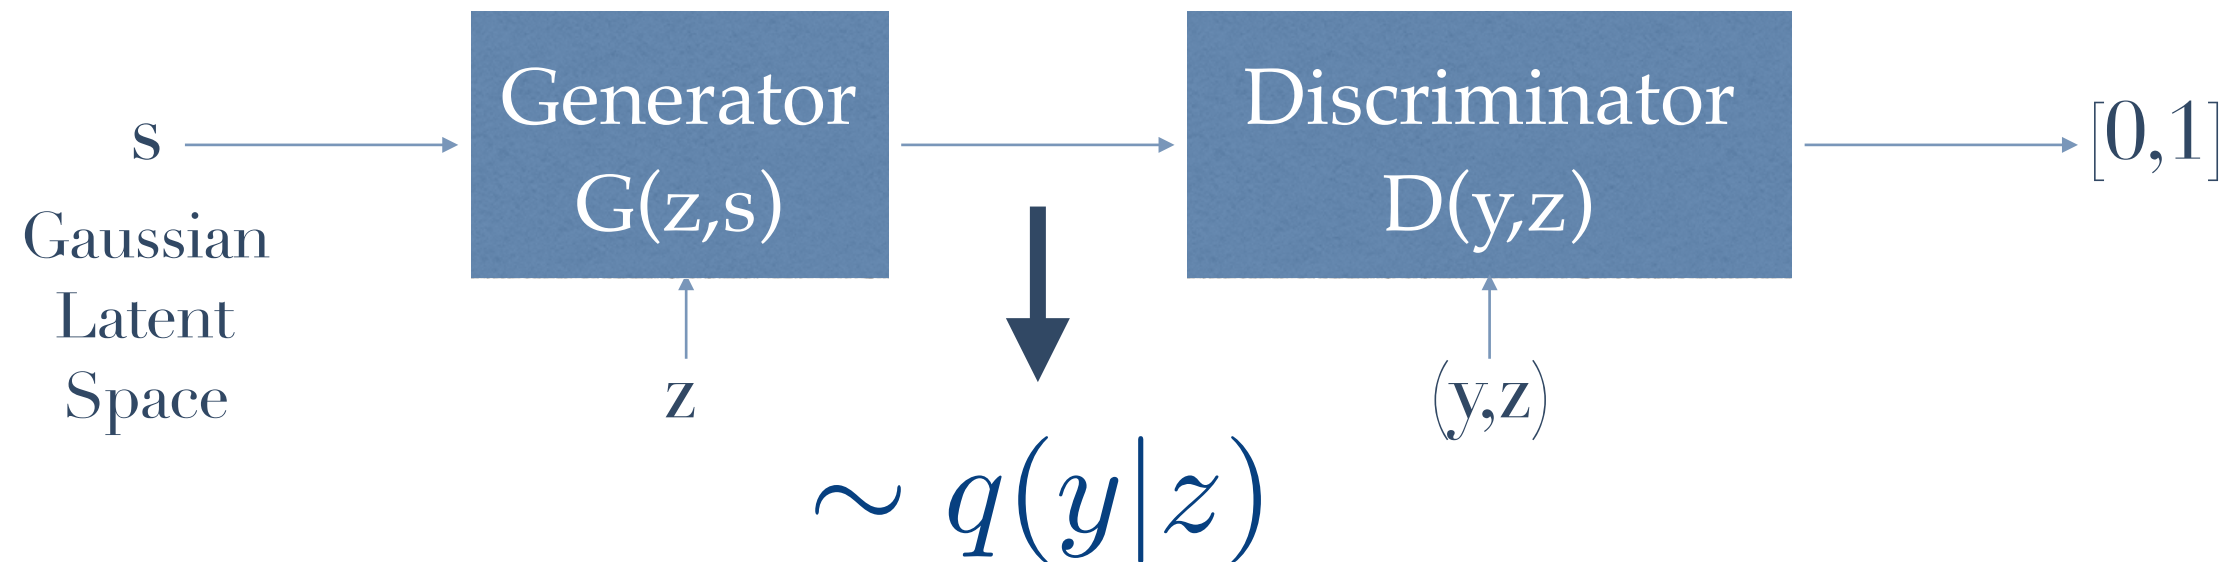 s
Gaussian
Latent
Space
Generator
G(z,s)
z
∼ q(y|z)
Discriminator
D(y,z)
(y,z)
[0,1]